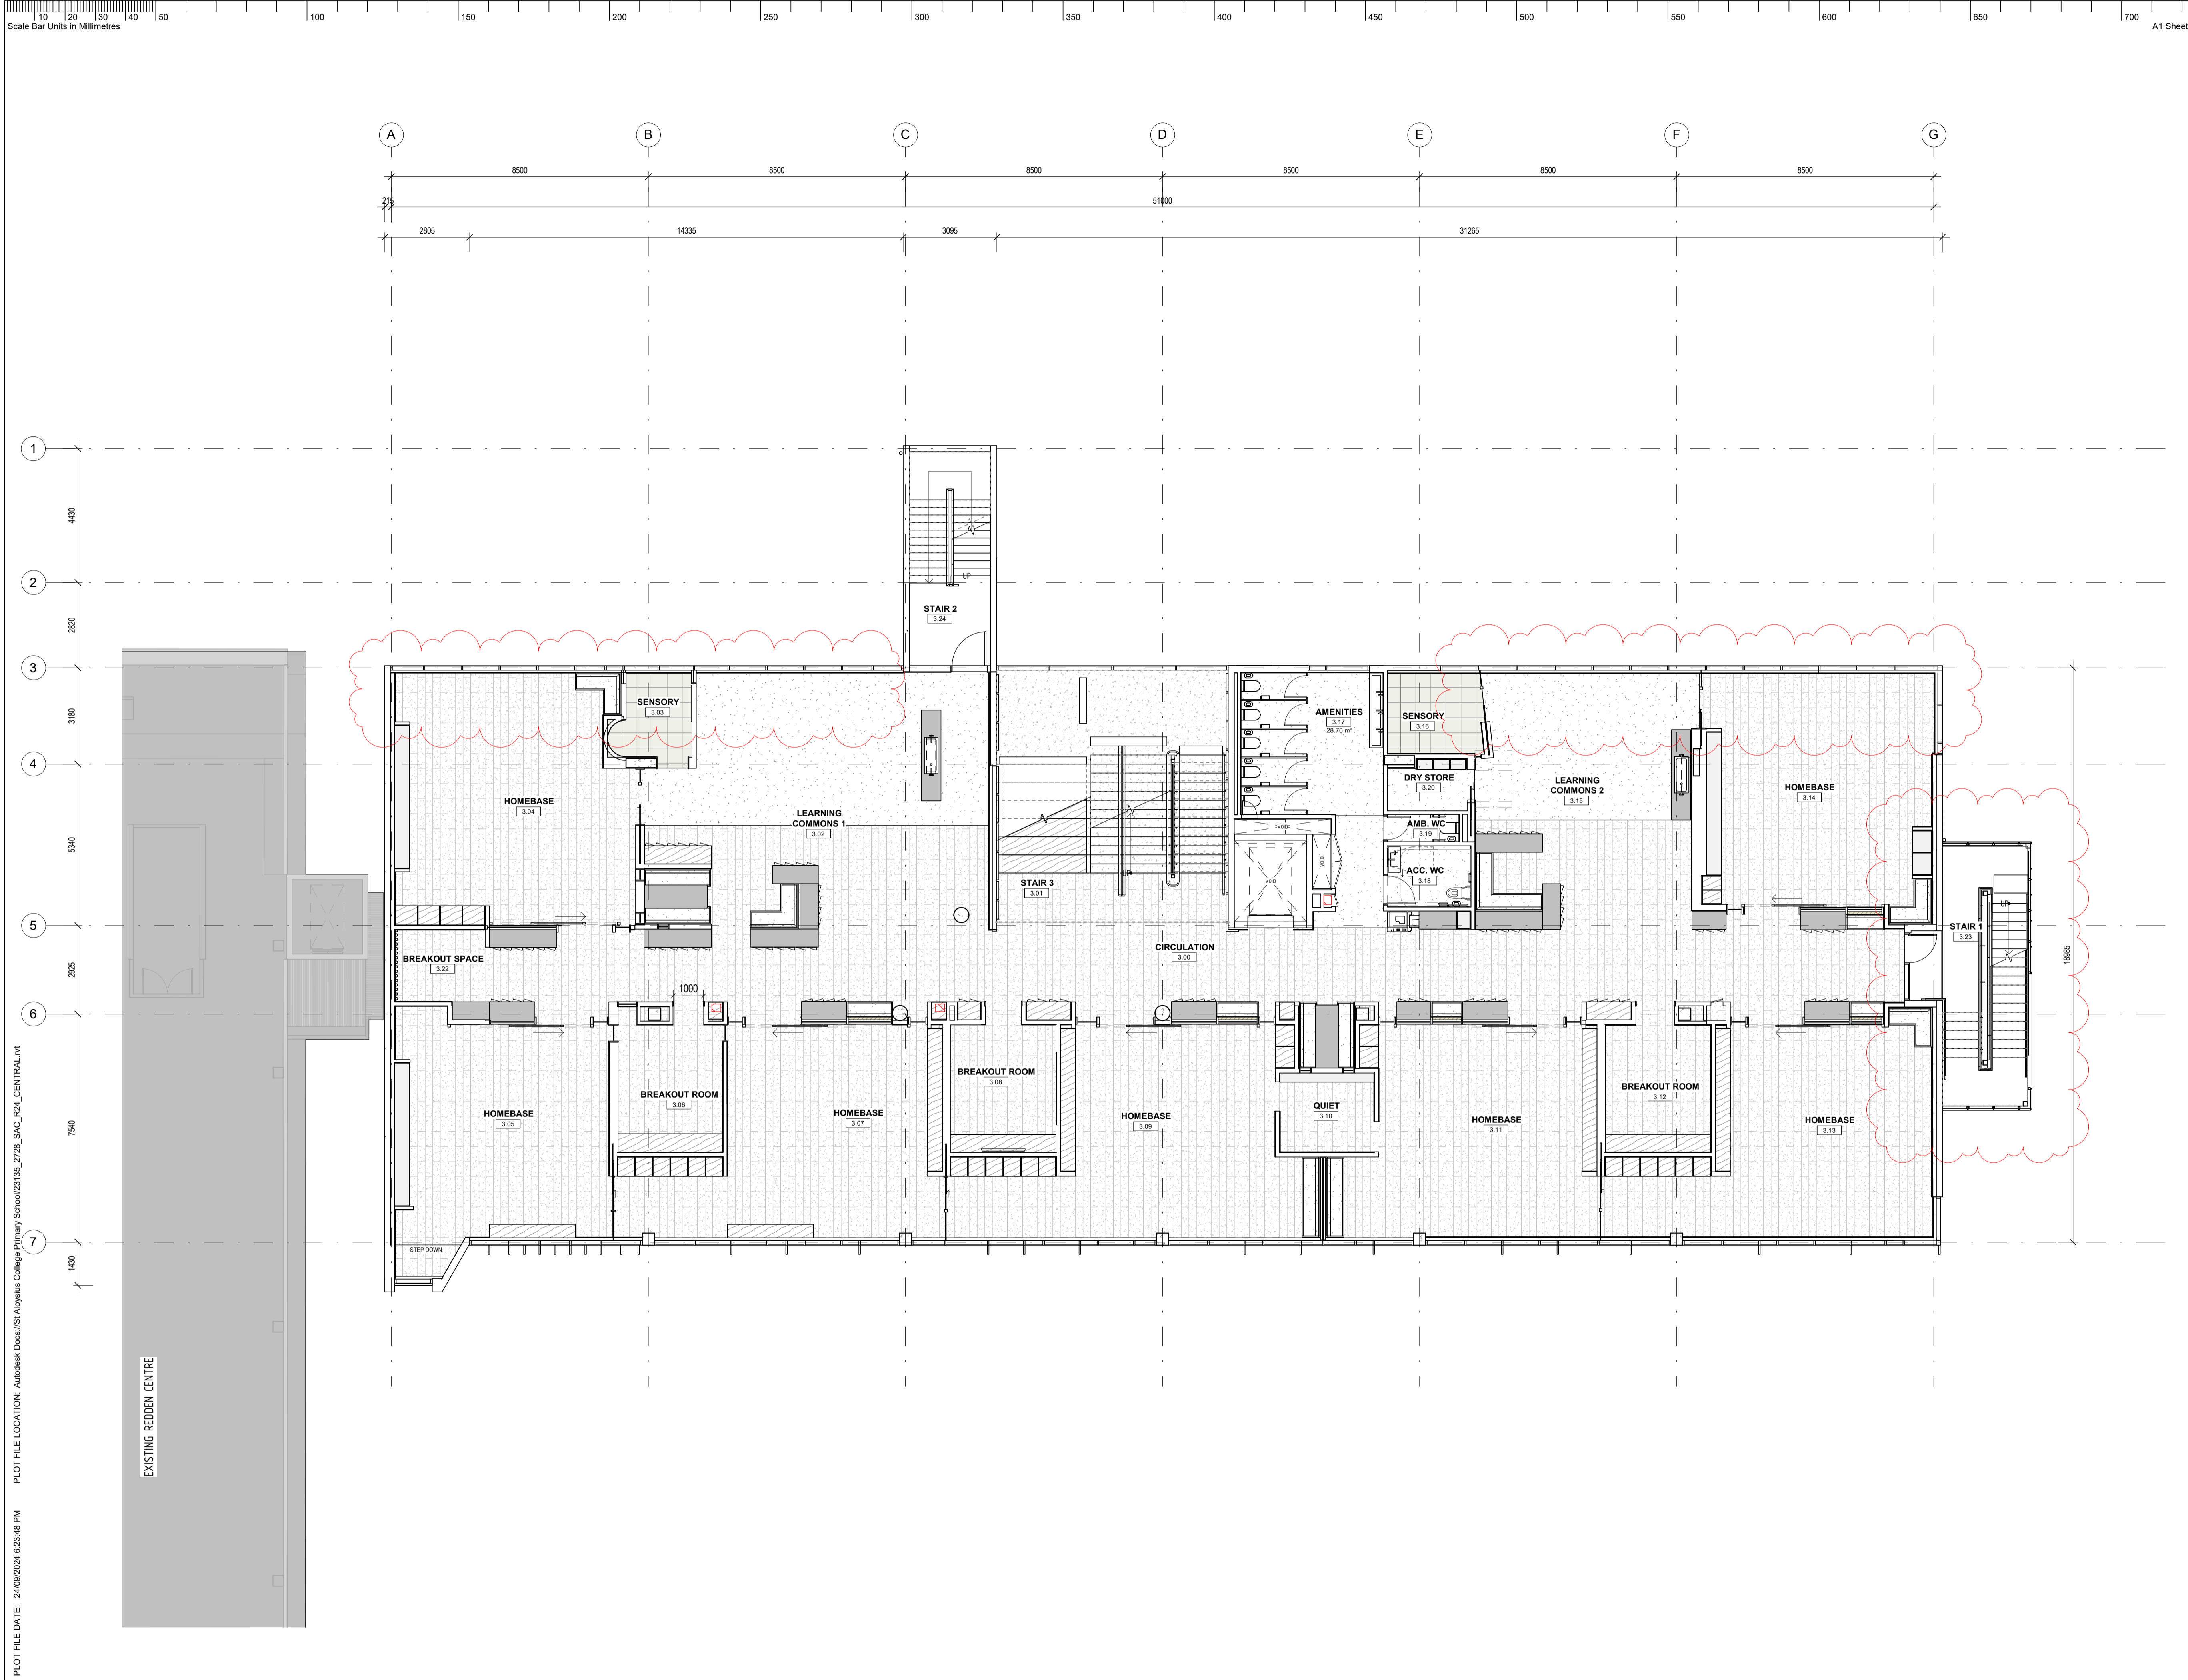 10 20 30 40 50 100 150 200 250 300 350 400 450 500 550 600 650 700
Scale Bar Units in Millimetres
A1 Sheet
A B C D E F G
8500 8500 8500 8500 8500 8500
215 51000
2805 14335 3095 31265
1
4430
2
2820
3
3180
4
5340
5
2925
6
7540
7
1430
18985
UP
STAIR 2
3.24
SENSORY
3.03
HOMEBASE
3.04
LEARNING
COMMONS 1
3.02
STAIR 3
3.01
UP
AMENITIES
3.17
28.70 m²
SENSORY
3.16
DRY STORE
3.20
AMB. WC
3.19
ACC. WC
3.18
VOID
VOID
VOID
LEARNING
COMMONS 2
3.15
HOMEBASE
3.14
UP
STAIR 1
3.23
BREAKOUT SPACE
3.22
CIRCULATION
3.00
1000
HOMEBASE
3.05
BREAKOUT ROOM
3.06
HOMEBASE
3.07
BREAKOUT ROOM
3.08
HOMEBASE
3.09
QUIET
3.10
HOMEBASE
3.11
BREAKOUT ROOM
3.12
HOMEBASE
3.13
STEP DOWN
EXISTING REDDEN CENTRE
PLOT FILE DATE: 24/09/2024 6:23:48 PM PLOT FILE LOCATION: Autodesk Docs://St Aloysius College Primary School/23135_2728_SAC_R24_CENTRAL.rvt